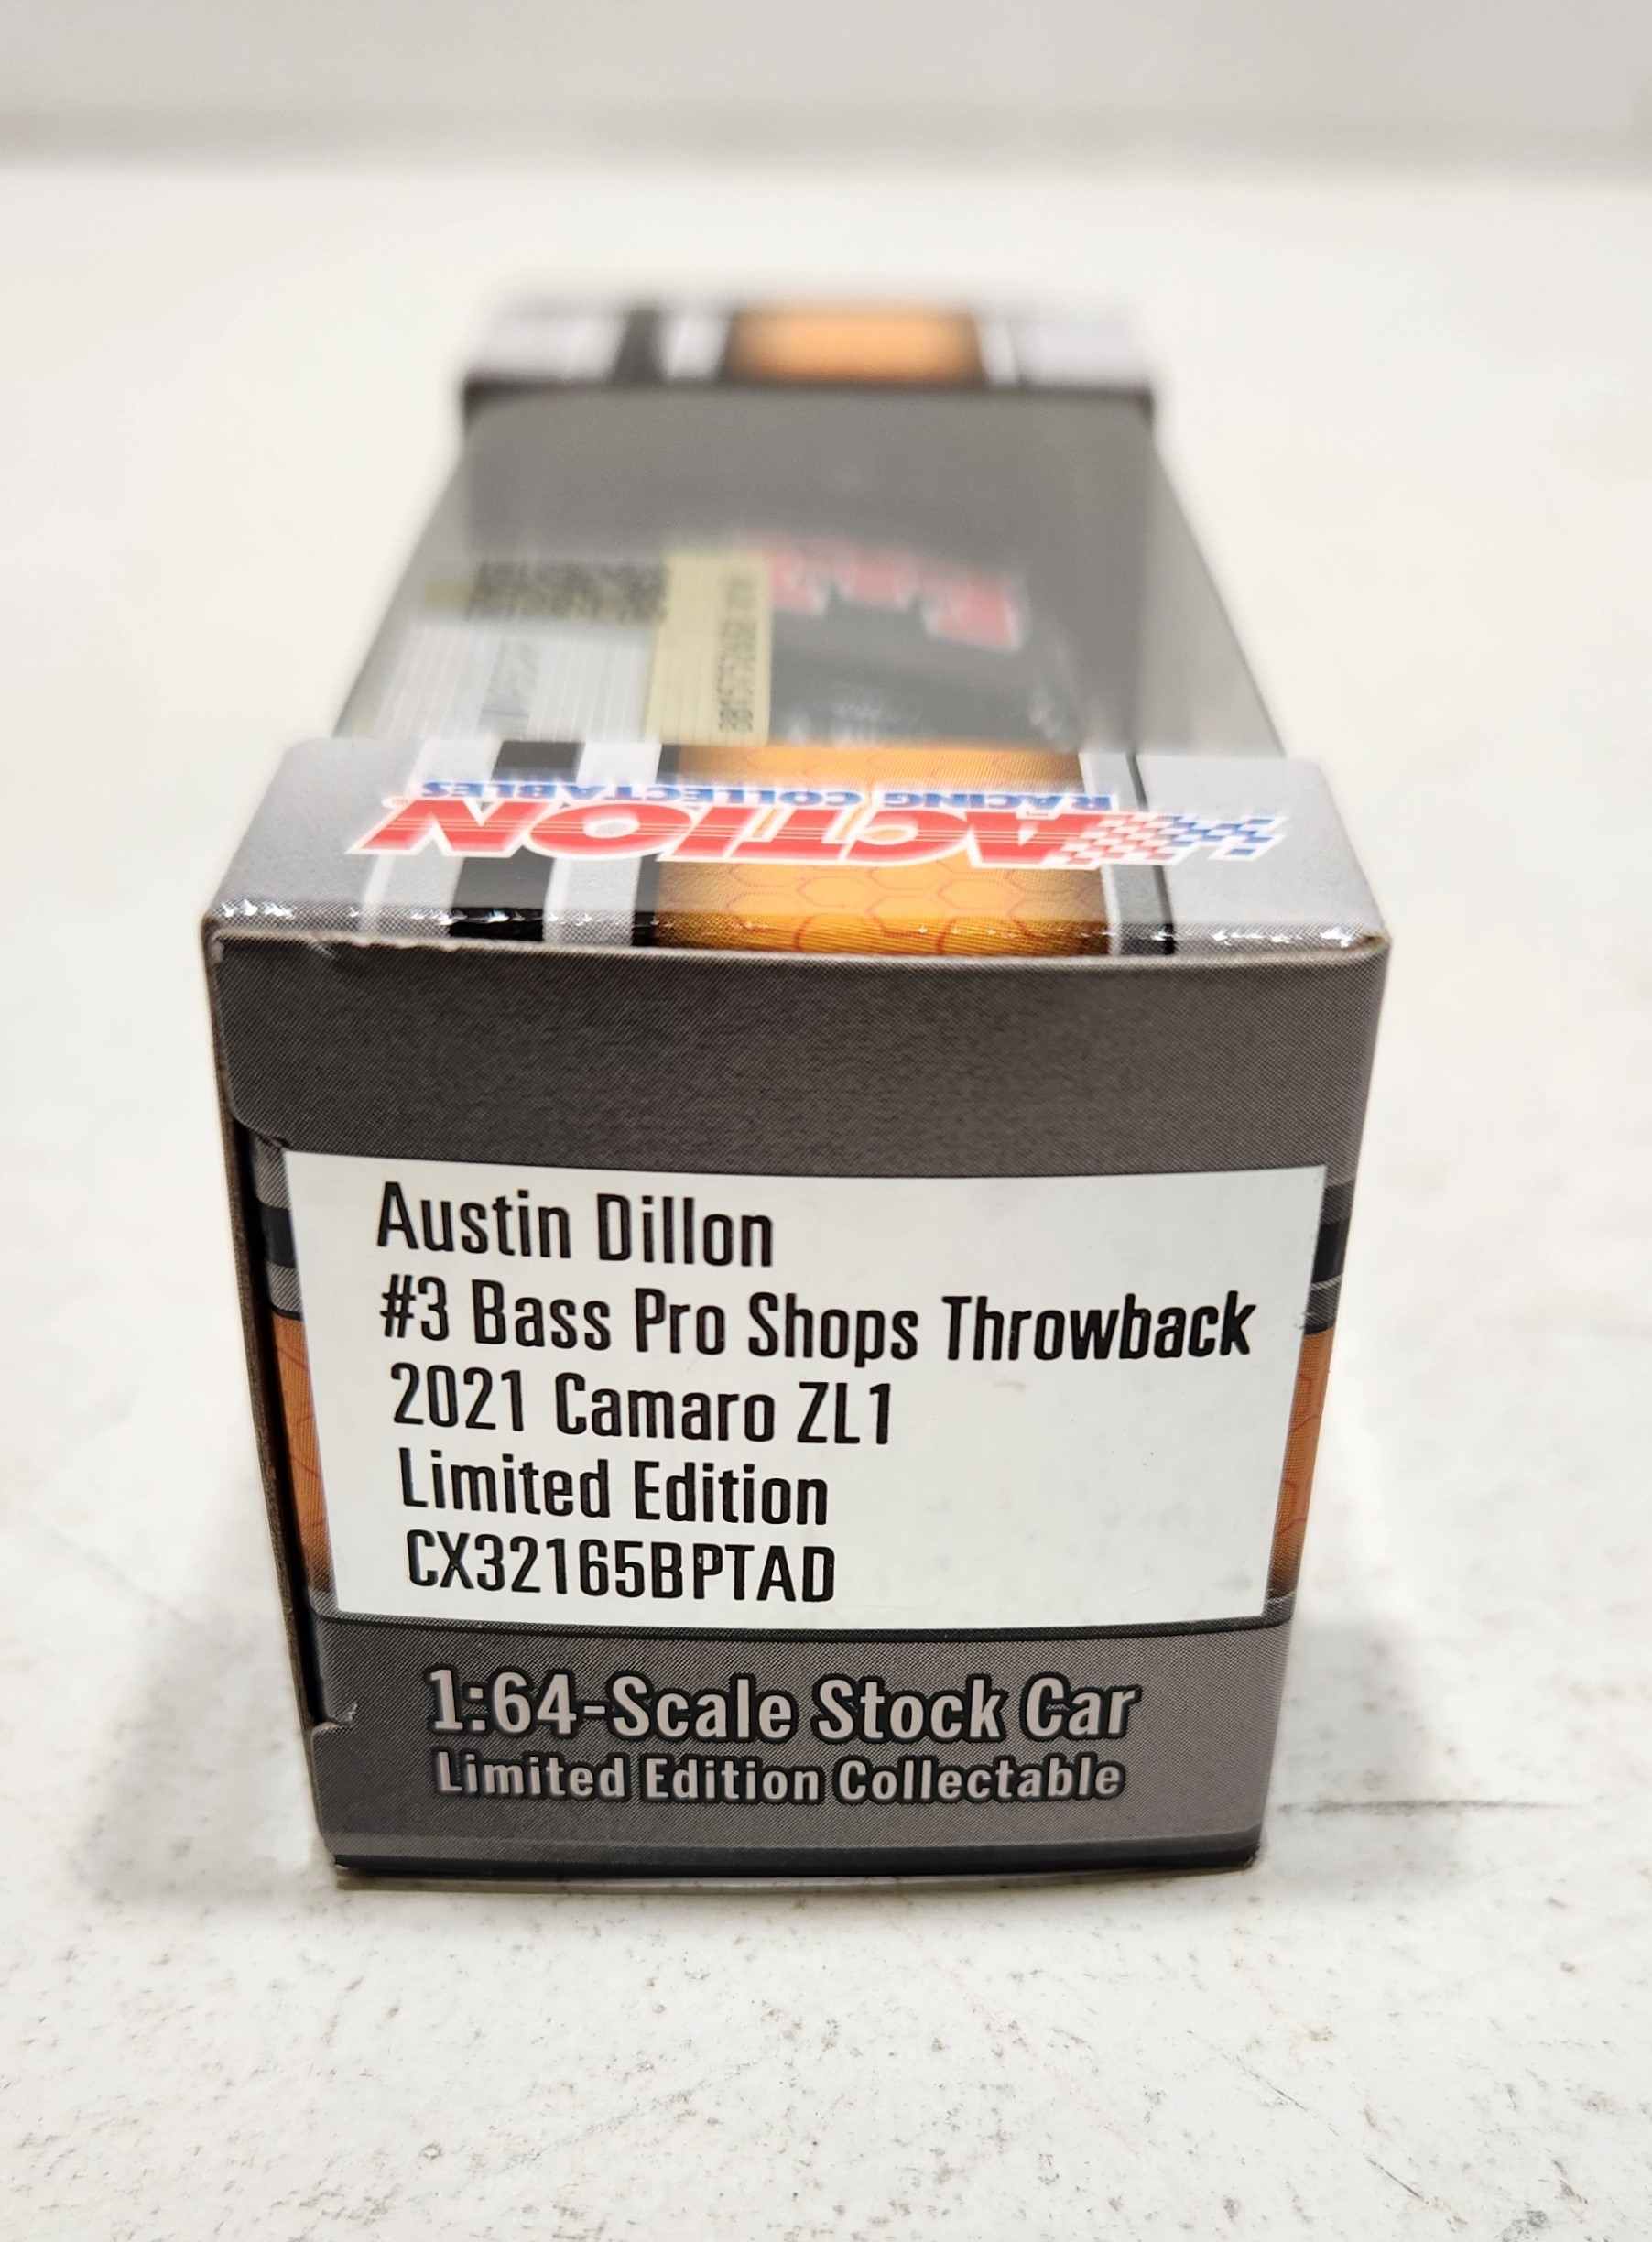 RACING COLLECTABLES
ACTION
Austin Dillon
#3 Bass Pro Shops Throwback
2021 Camaro ZL1
Limited Edition
CX32165BPTAD
1:64-Scale Stock Car
Limited Edition Collectable